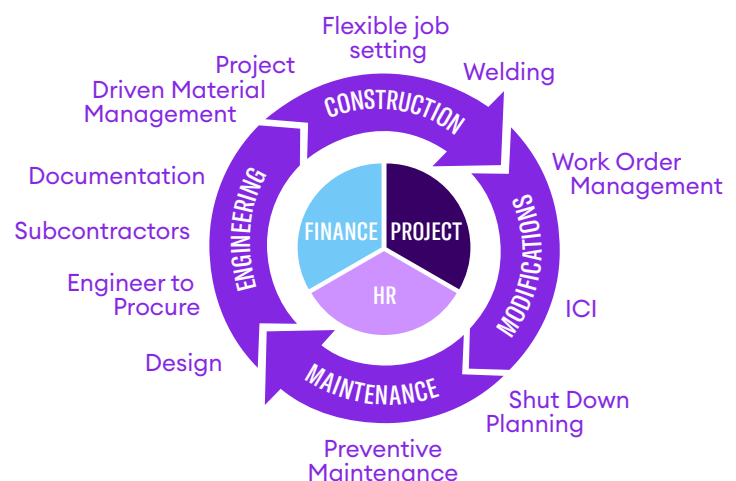 Flexible job
setting
Project
Driven Material
Management
Welding
CONSTRUCTION
Work Order
Management
Documentation
ENGINEERING
MODIFICATIONS
Subcontractors
FINANCE
PROJECT
Engineer to
Procure
HR
ICI
Design
MAINTENANCE
Shut Down
Planning
Preventive
Maintenance